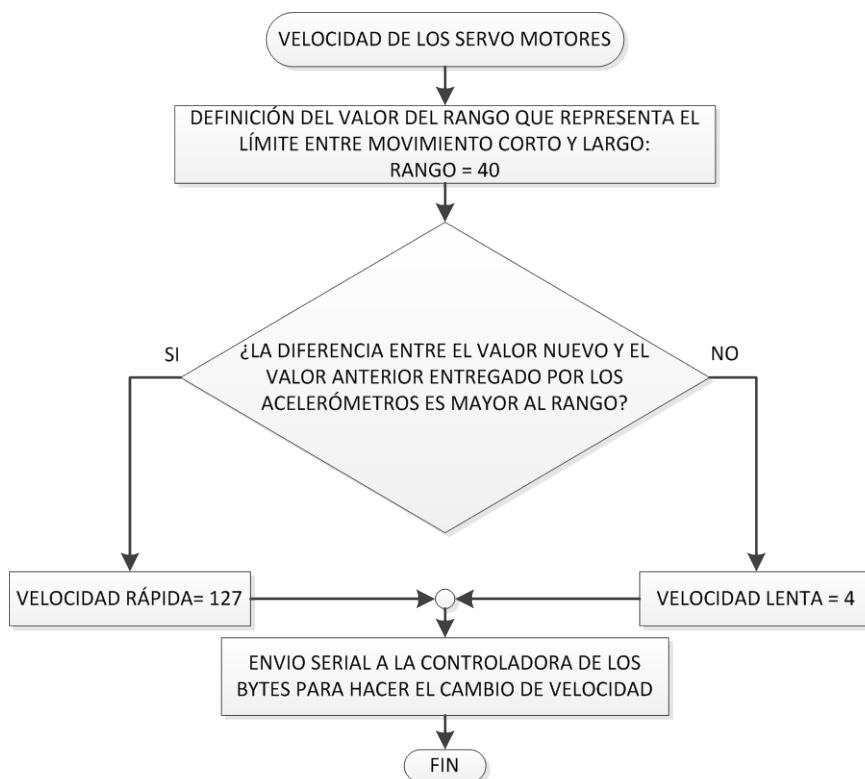 VELOCIDAD DE LOS SERVO MOTORES
DEFINICIÓN DEL VALOR DEL RANGO QUE REPRESENTA EL
LÍMITE ENTRE MOVIMIENTO CORTO Y LARGO:
RANGO = 40
SI
¿LA DIFERENCIA ENTRE EL VALOR NUEVO Y EL
VALOR ANTERIOR ENTREGADO POR LOS
ACELERÓMETROS ES MAYOR AL RANGO?
NO
VELOCIDAD RÁPIDA= 127
VELOCIDAD LENTA = 4
ENVIO SERIAL A LA CONTROLADORA DE LOS
BYTES PARA HACER EL CAMBIO DE VELOCIDAD
FIN